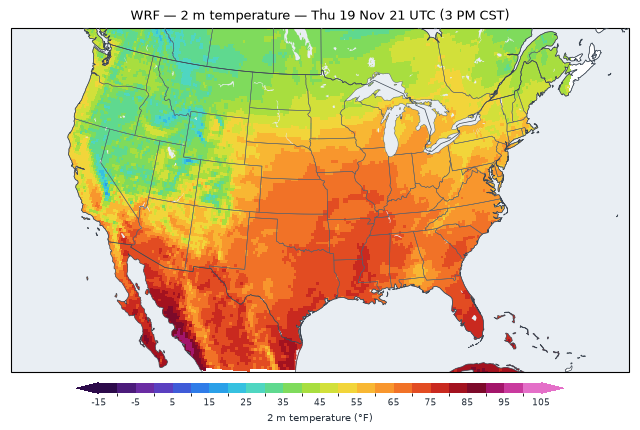 WRF — 2 m temperature — Thu 19 Nov 21 UTC (3 PM CST)
-15 -5 5 15 25 35 45 55 65 75 85 95 105
2 m temperature (°F)